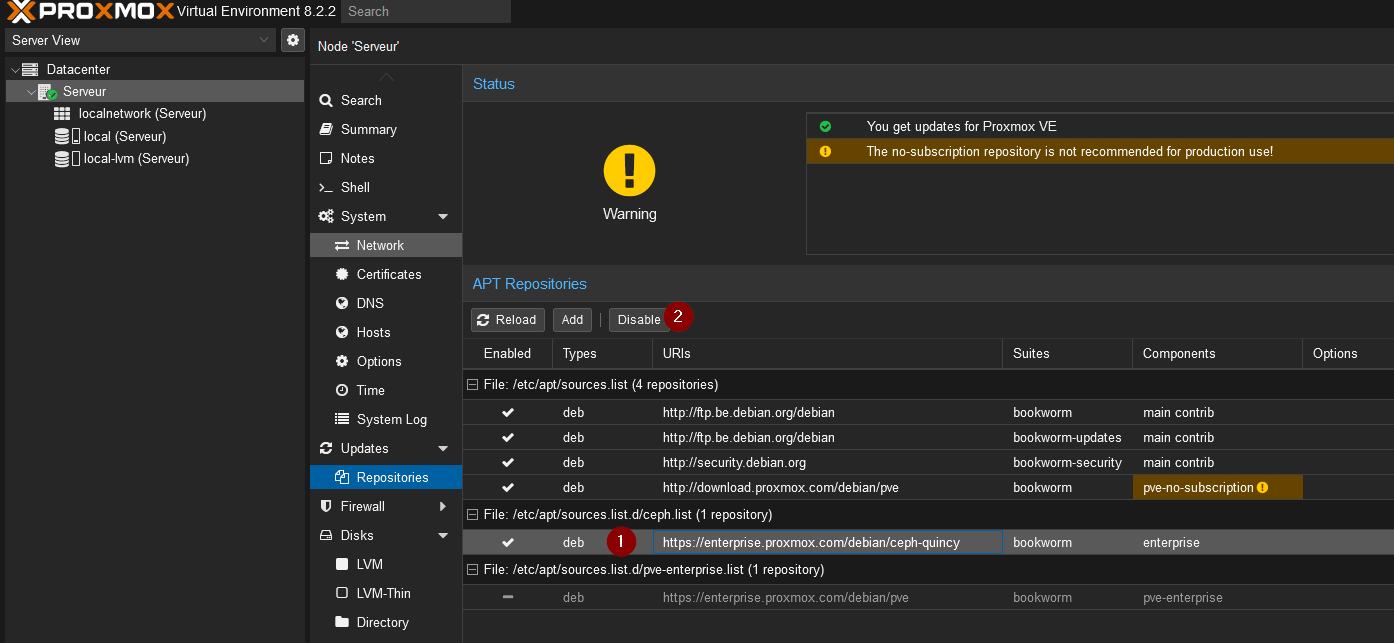 PROXMOX Virtual Environment 8.2.2 Search
Server View
Node 'Serveur'
Datacenter
Serveur
localnetwork (Serveur)
local (Serveur)
local-lvm (Serveur)
Search
Summary
Notes
Shell
System
Network
Certificates
DNS
Hosts
Options
Time
System Log
Updates
Repositories
Firewall
Disks
LVM
LVM-Thin
Directory
Status
Warning
You get updates for Proxmox VE
The no-subscription repository is not recommended for production use!
APT Repositories
Reload Add Disable 2
Enabled Types URIs Suites Components Options
File: /etc/apt/sources.list (4 repositories)
deb http://ftp.be.debian.org/debian bookworm main contrib
deb http://ftp.be.debian.org/debian bookworm-updates main contrib
deb http://security.debian.org bookworm-security main contrib
deb http://download.proxmox.com/debian/pve bookworm pve-no-subscription
File: /etc/apt/sources.list.d/ceph.list (1 repository)
deb 1 https://enterprise.proxmox.com/debian/ceph-quincy bookworm enterprise
File: /etc/apt/sources.list.d/pve-enterprise.list (1 repository)
deb https://enterprise.proxmox.com/debian/pve bookworm pve-enterprise